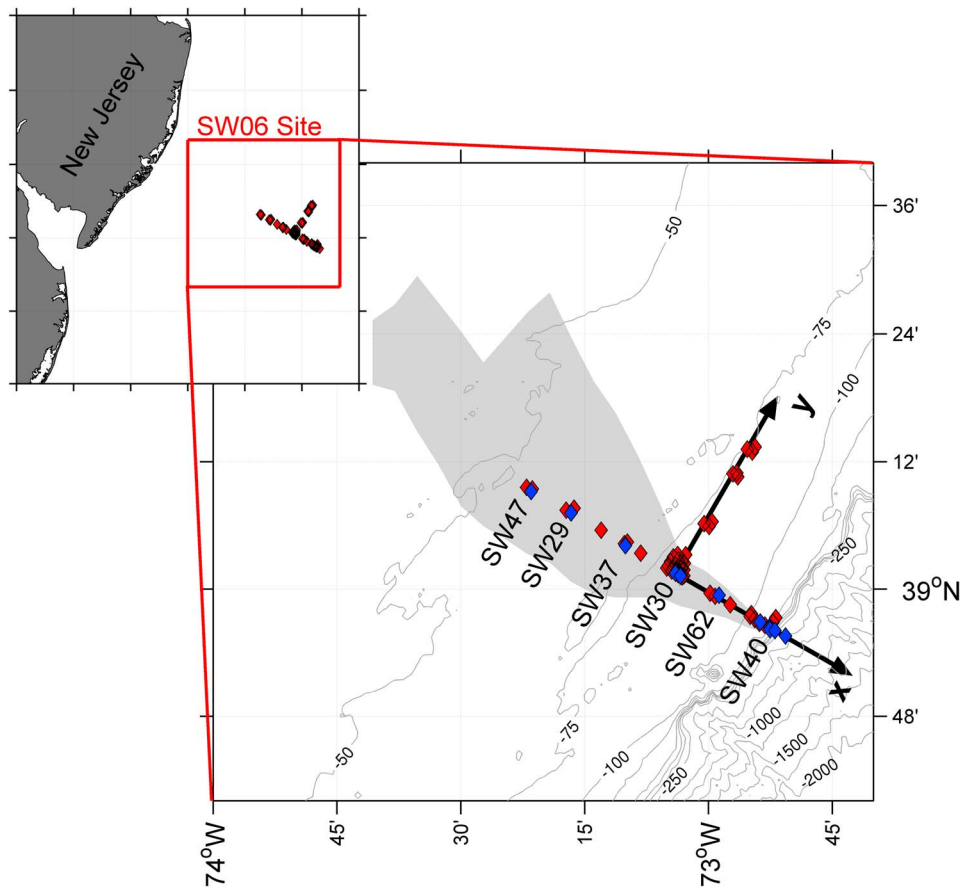 New Jersey
SW06 Site
36'
24'
12'
39°N
48'
-50
-75
-100
-250
SW47
SW29
SW37
SW30
SW62
SW40
y
x
-50
-75
-100
-250
-1000
-1500
-2000
74°W
45'
30'
15'
73°W
45'